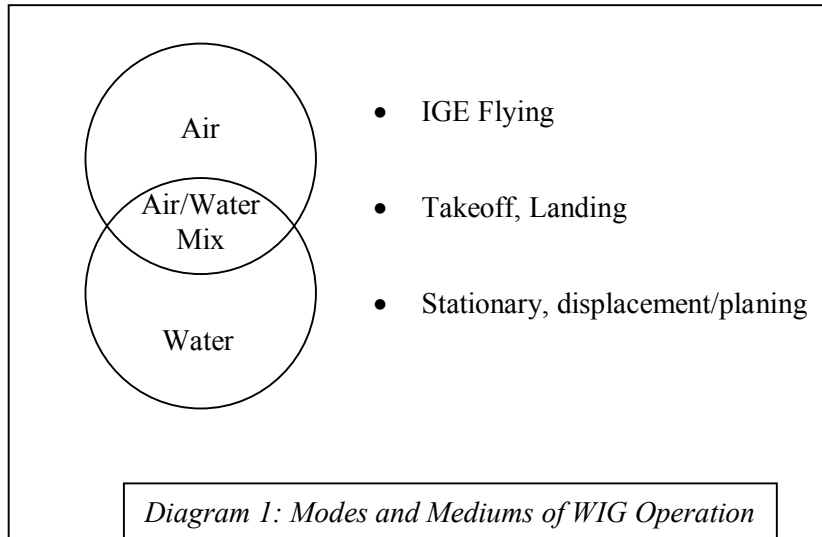 Air
• IGE Flying
Air/Water
Mix
• Takeoff, Landing
Water
• Stationary, displacement/planing
Diagram 1: Modes and Mediums of WIG Operation